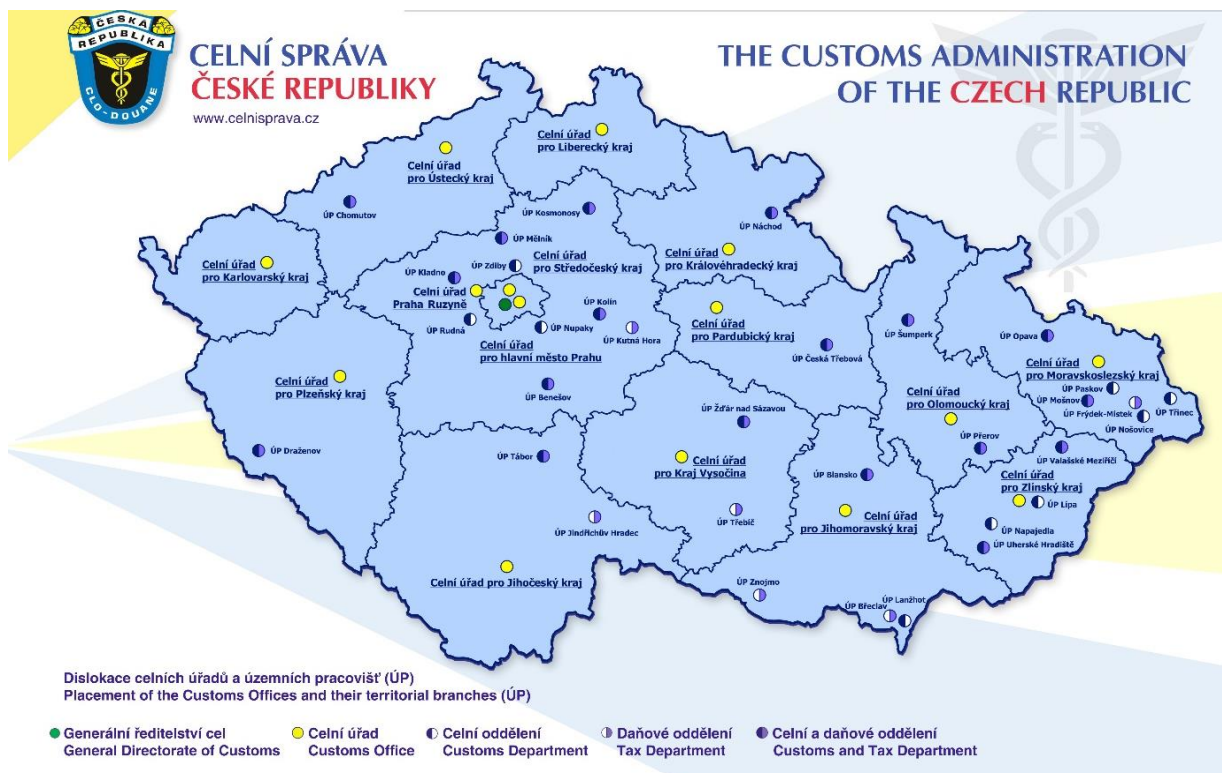 ČESKÁ
REPUBLIKA
CLO-DOUANE
CELNÍ SPRÁVA
ČESKÉ REPUBLIKY
www.celnisprava.cz
THE CUSTOMS ADMINISTRATION
OF THE CZECH REPUBLIC
Celní úřad
pro Liberecký kraj
Celní úřad
pro Ústecký kraj
ÚP Chomutov
ÚP Kosmonosy
ÚP Náchod
ÚP Mělník
Celní úřad
pro Karlovarský kraj
ÚP Zdiby
Celní úřad
pro Středočeský kraj
Celní úřad
pro Královéhradecký kraj
ÚP Kladno
Celní úřad
Praha Ruzyně
ÚP Kolín
ÚP Rudná
ÚP Nupaky
ÚP Kutná Hora
Celní úřad
pro hlavní město Prahu
Celní úřad
pro Pardubický kraj
ÚP Česká Třebová
ÚP Šumperk
ÚP Opava
Celní úřad
pro Moravskoslezský kraj
ÚP Paskov
ÚP Mošnov
ÚP Frýdek-Místek
ÚP Třinec
ÚP Nošovice
Celní úřad
pro Plzeňský kraj
ÚP Benešov
Celní úřad
pro Olomoucký kraj
ÚP Žďár nad Sázavou
ÚP Přerov
ÚP Draženov
ÚP Tábor
Celní úřad
pro Kraj Vysočina
ÚP Blansko
ÚP Valašské Meziříčí
Celní úřad
pro Zlínský kraj
ÚP Lípa
ÚP Jindřichův Hradec
ÚP Třebíč
Celní úřad
pro Jihomoravský kraj
ÚP Napajedla
ÚP Uherské Hradiště
Celní úřad pro Jihočeský kraj
ÚP Znojmo
ÚP Lanžhot
ÚP Břeclav
Dislokace celních úřadů a územních pracovišť (ÚP)
Placement of the Customs Offices and their territorial branches (ÚP)
Generální ředitelství cel
General Directorate of Customs
Celní úřad
Customs Office
Celní oddělení
Customs Department
Daňové oddělení
Tax Department
Celní a daňové oddělení
Customs and Tax Department